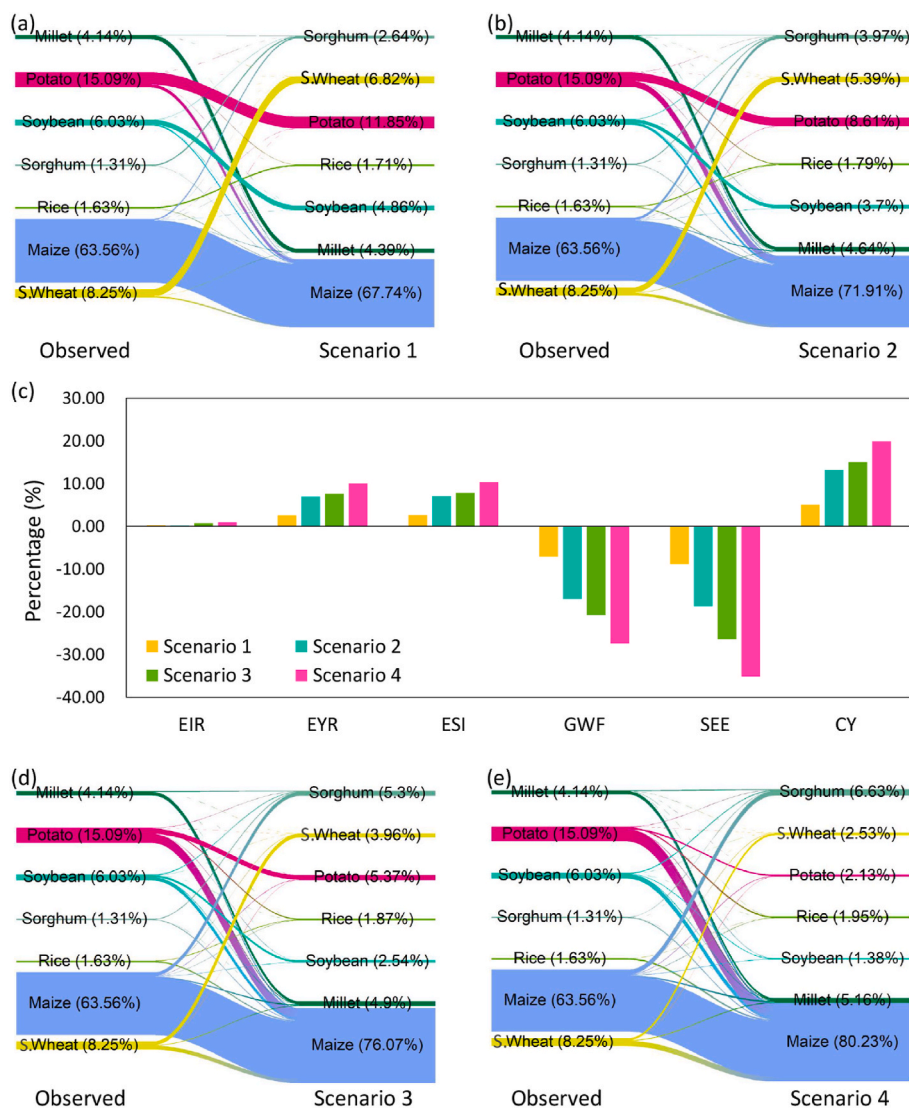 (a)
Millet (4.14%)
Potato (15.09%)
Soybean (6.03%)
Sorghum (1.31%)
Rice (1.63%)
Maize (63.56%)
S.Wheat (8.25%)
Observed
Sorghum (2.64%)
S.Wheat (6.82%)
Potato (11.85%)
Rice (1.71%)
Soybean (4.86%)
Millet (4.39%)
Maize (67.74%)
Scenario 1
(b)
Millet (4.14%)
Potato (15.09%)
Soybean (6.03%)
Sorghum (1.31%)
Rice (1.63%)
Maize (63.56%)
S.Wheat (8.25%)
Observed
Sorghum (3.97%)
S.Wheat (5.39%)
Potato (8.61%)
Rice (1.79%)
Soybean (3.7%)
Millet (4.64%)
Maize (71.91%)
Scenario 2
(c)
Percentage (%)
30.00
20.00
10.00
0.00
-10.00
-20.00
-30.00
-40.00
Scenario 1
Scenario 2
Scenario 3
Scenario 4
EIR
EYR
ESI
GWF
SEE
CY
(d)
Millet (4.14%)
Potato (15.09%)
Soybean (6.03%)
Sorghum (1.31%)
Rice (1.63%)
Maize (63.56%)
S.Wheat (8.25%)
Observed
Sorghum (5.3%)
S.Wheat (3.96%)
Potato (5.37%)
Rice (1.87%)
Soybean (2.54%)
Millet (4.9%)
Maize (76.07%)
Scenario 3
(e)
Millet (4.14%)
Potato (15.09%)
Soybean (6.03%)
Sorghum (1.31%)
Rice (1.63%)
Maize (63.56%)
S.Wheat (8.25%)
Observed
Sorghum (6.63%)
S.Wheat (2.53%)
Potato (2.13%)
Rice (1.95%)
Soybean (1.38%)
Millet (5.16%)
Maize (80.23%)
Scenario 4